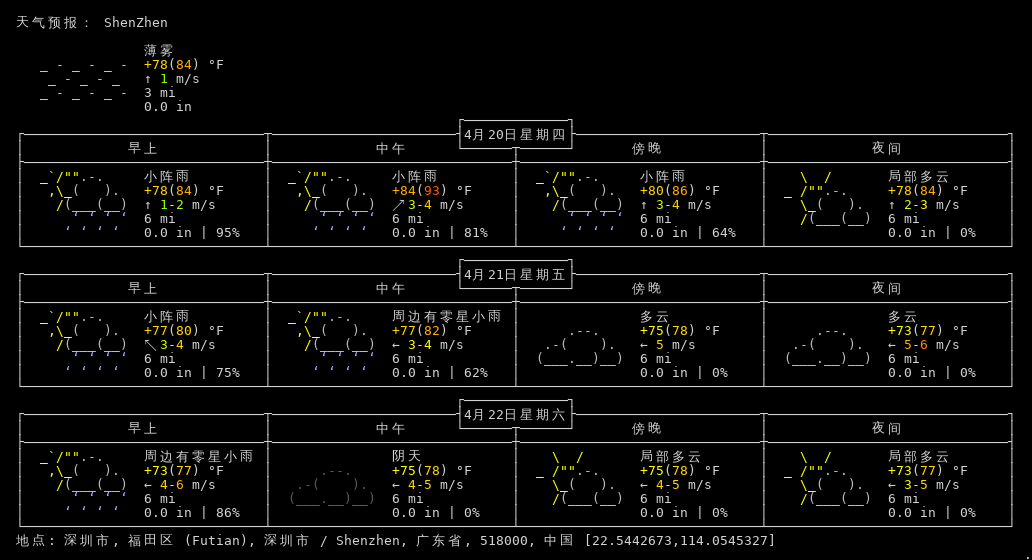 天气预报： ShenZhen
薄雾
+78(84) °F
↑ 1 m/s
3 mi
0.0 in
4月20日星期四
早上 中午 傍晚 夜间
小阵雨 小阵雨 小阵雨 局部多云
+78(84) °F +84(93) °F +80(86) °F +78(84) °F
↑ 1-2 m/s ↗ 3-4 m/s ↑ 3-4 m/s ↑ 2-3 m/s
6 mi 6 mi 6 mi 6 mi
0.0 in | 95% 0.0 in | 81% 0.0 in | 64% 0.0 in | 0%
4月21日星期五
早上 中午 傍晚 夜间
小阵雨 周边有零星小雨 多云 多云
+77(80) °F +77(82) °F +75(78) °F +73(77) °F
↖ 3-4 m/s ← 3-4 m/s ← 5 m/s ← 5-6 m/s
6 mi 6 mi 6 mi 6 mi
0.0 in | 75% 0.0 in | 62% 0.0 in | 0% 0.0 in | 0%
4月22日星期六
早上 中午 傍晚 夜间
周边有零星小雨 阴天 局部多云 局部多云
+73(77) °F +75(78) °F +75(78) °F +73(77) °F
← 4-6 m/s ← 4-5 m/s ← 4-5 m/s ← 3-5 m/s
6 mi 6 mi 6 mi 6 mi
0.0 in | 86% 0.0 in | 0% 0.0 in | 0% 0.0 in | 0%
地点: 深圳市, 福田区 (Futian), 深圳市 / Shenzhen, 广东省, 518000, 中国 [22.5442673,114.0545327]